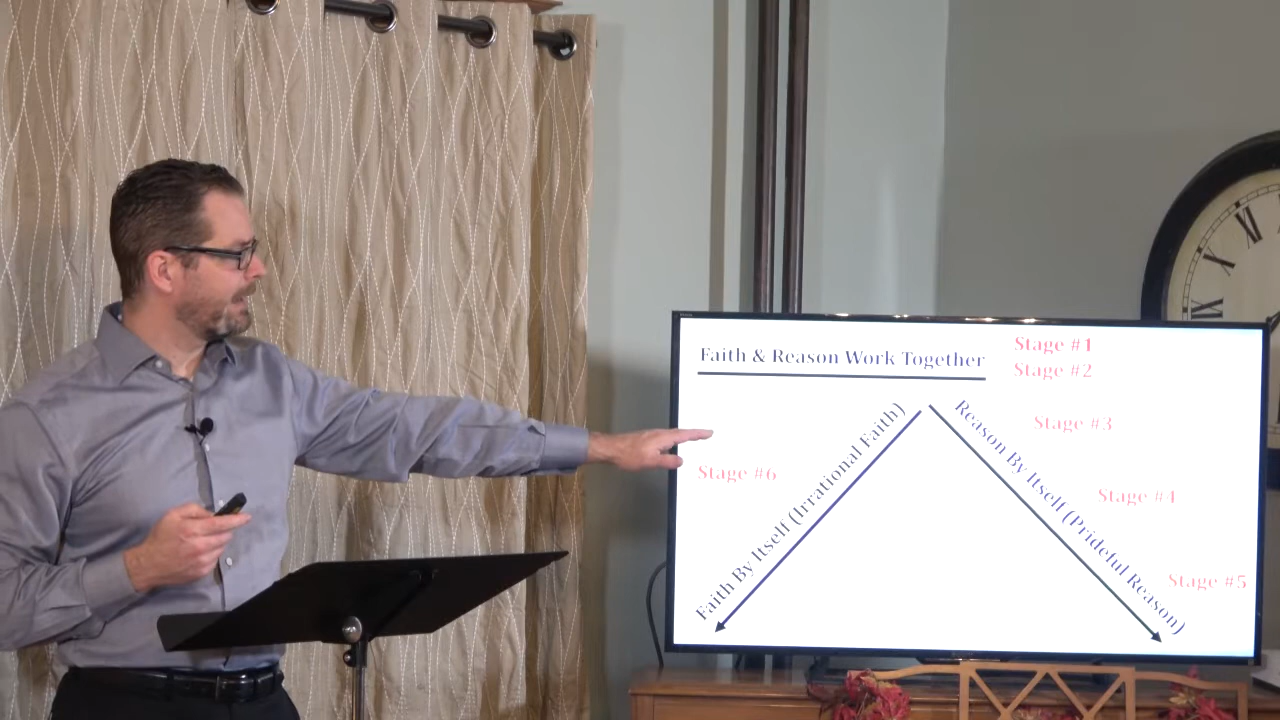 Faith & Reason Work Together
Stage #1
Stage #2
Stage #3
Stage #4
Stage #5
Stage #6
Faith By Itself (Irrational Faith)
Reason By Itself (Prideful Reason)